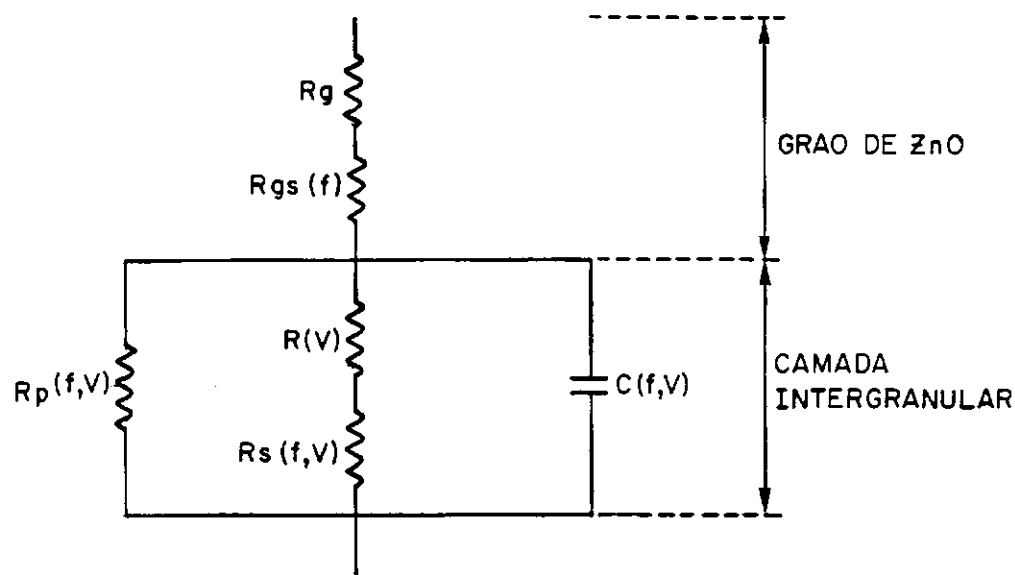 Rg
Rgs (f)
GRAO DE ZnO
R(V)
Rp (f,V)
C(f,V)
CAMADA
INTERGRANULAR
Rs (f,V)